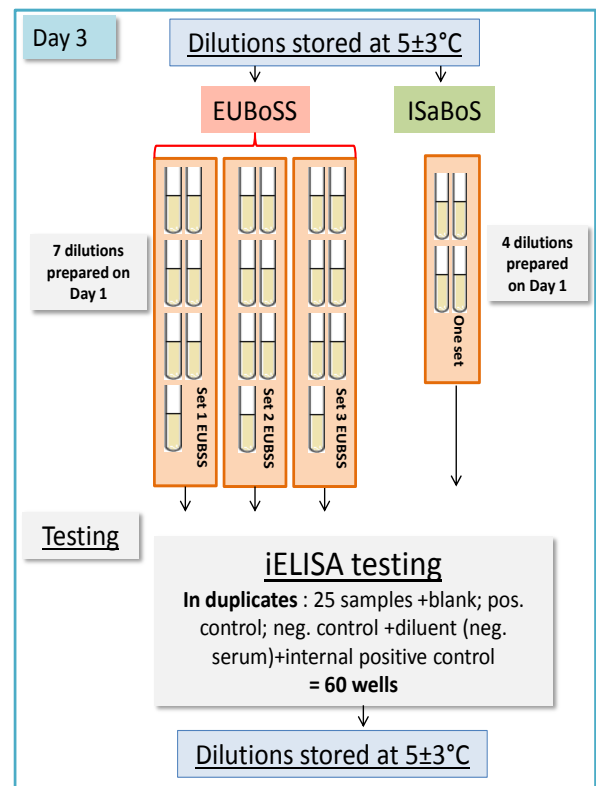 Day 3
Dilutions stored at 5±3°C
EUBoSS
ISaBoS
7 dilutions
prepared on
Day 1
Set 1 EUBSS
Set 2 EUBSS
Set 3 EUBSS
One set
4 dilutions
prepared
on Day 1
Testing
iELISA testing
In duplicates : 25 samples +blank; pos.
control; neg. control +diluent (neg.
serum)+internal positive control
= 60 wells
Dilutions stored at 5±3°C